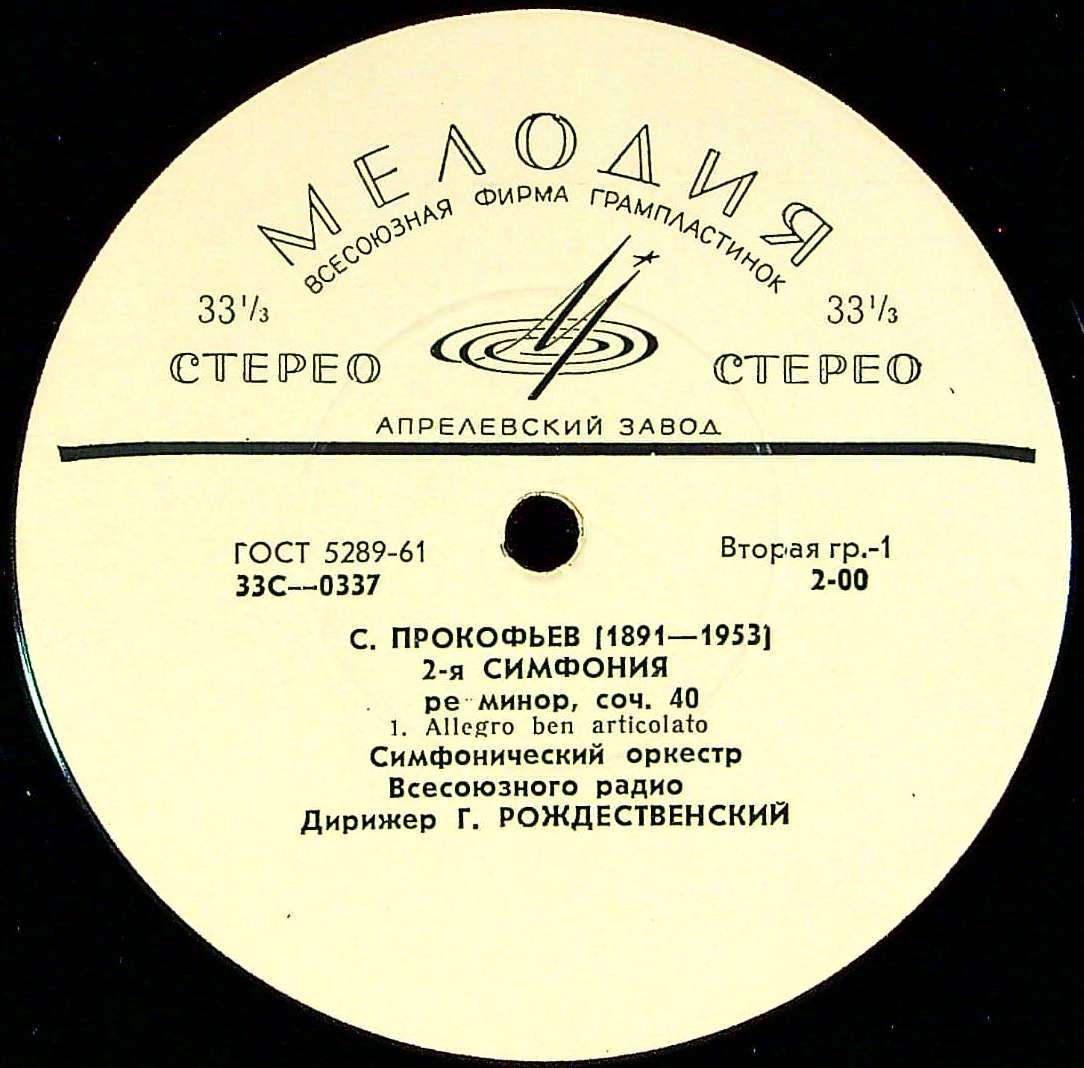 МЕЛОДИЯ
ВСЕСОЮЗНАЯ ФИРМА ГРАМПЛАСТИНОК
33⅓ 33⅓
СТЕРЕО СТЕРЕО
АПРЕЛЕВСКИЙ ЗАВОД
ГОСТ 5289-61 Вторая гр.-1
33С--0337 2-00
С. ПРОКОФЬЕВ [1891—1953]
2-я СИМФОНИЯ
ре минор, соч. 40
1. Allegro ben articolato
Симфонический оркестр
Всесоюзного радио
Дирижер Г. РОЖДЕСТВЕНСКИЙ